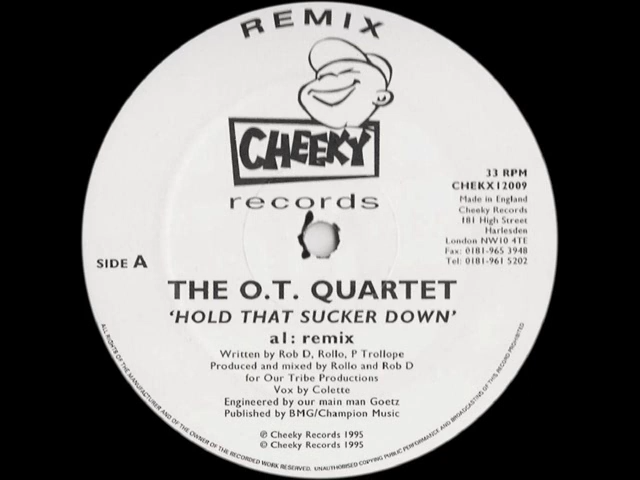 REMIX
CHEEKY
records
33 RPM
CHEKX12009
Made in England
Cheeky Records
181 High Street
Harlesden
London NW10 4TE
Fax: 0181-965 3948
Tel: 0181-961 5202
SIDE A
THE O.T. QUARTET
'HOLD THAT SUCKER DOWN'
a1: remix
Written by Rob D, Rollo, P Trollope
Produced and mixed by Rollo and Rob D
for Our Tribe Productions
Vox by Colette
Engineered by our main man Goetz
Published by BMG/Champion Music
℗ Cheeky Records 1995
© Cheeky Records 1995
ALL RIGHTS OF THE MANUFACTURER AND OF THE OWNER OF THE RECORDED WORK RESERVED. UNAUTHORISED COPYING PUBLIC PERFORMANCE AND BROADCASTING OF THIS RECORD PROHIBITED